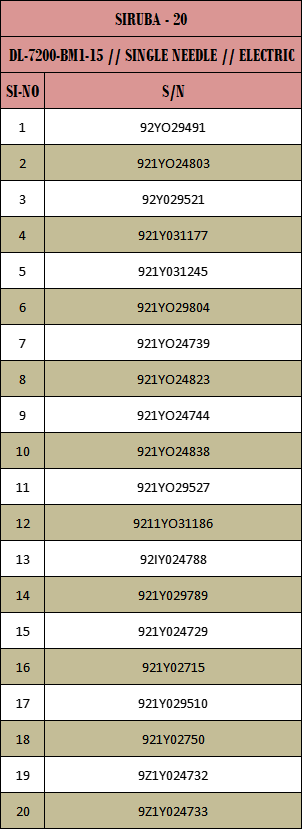 SIRUBA - 20
DL-7200-BM1-15 // SINGLE NEEDLE // ELECTRIC
SI-NO S/N
1 92YO29491
2 921YO24803
3 92Y029521
4 921Y031177
5 921Y031245
6 921YO29804
7 921YO24739
8 921YO24823
9 921YO24744
10 921YO24838
11 921YO29527
12 9211YO31186
13 92IY024788
14 921Y029789
15 921Y024729
16 921Y02715
17 921Y029510
18 921Y02750
19 9Z1Y024732
20 9Z1Y024733